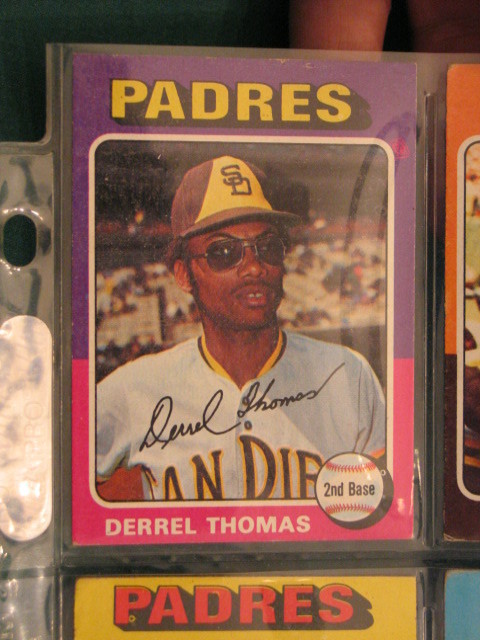 PADRES
SD
Derrel Thomas
AN DIE
2nd Base
DERREL THOMAS
PADRES